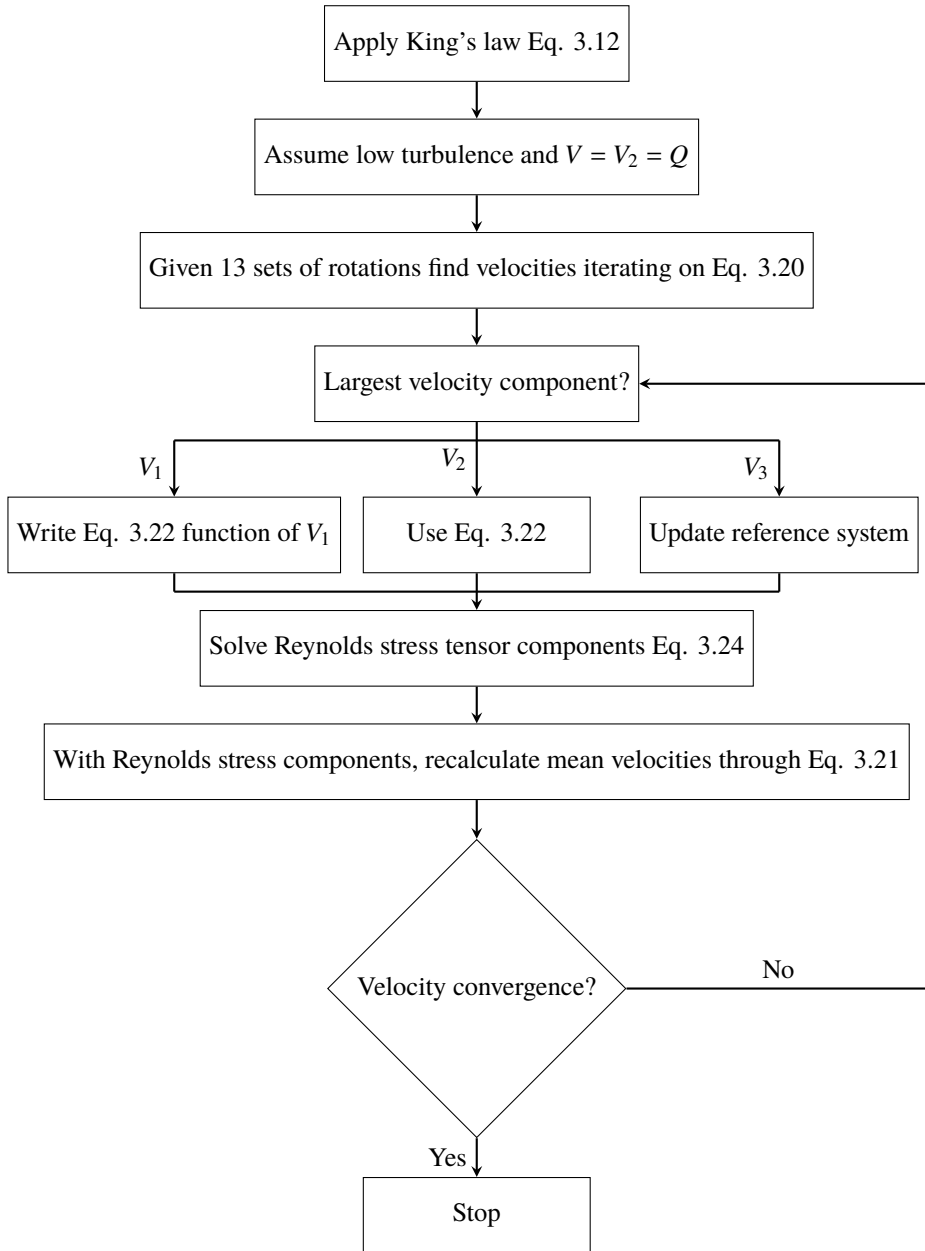 Apply King’s law Eq. 3.12
Assume low turbulence and V = V₂ = Q
Given 13 sets of rotations find velocities iterating on Eq. 3.20
Largest velocity component?
V₁
V₂
V₃
Write Eq. 3.22 function of V₁
Use Eq. 3.22
Update reference system
Solve Reynolds stress tensor components Eq. 3.24
With Reynolds stress components, recalculate mean velocities through Eq. 3.21
Velocity convergence?
No
Yes
Stop